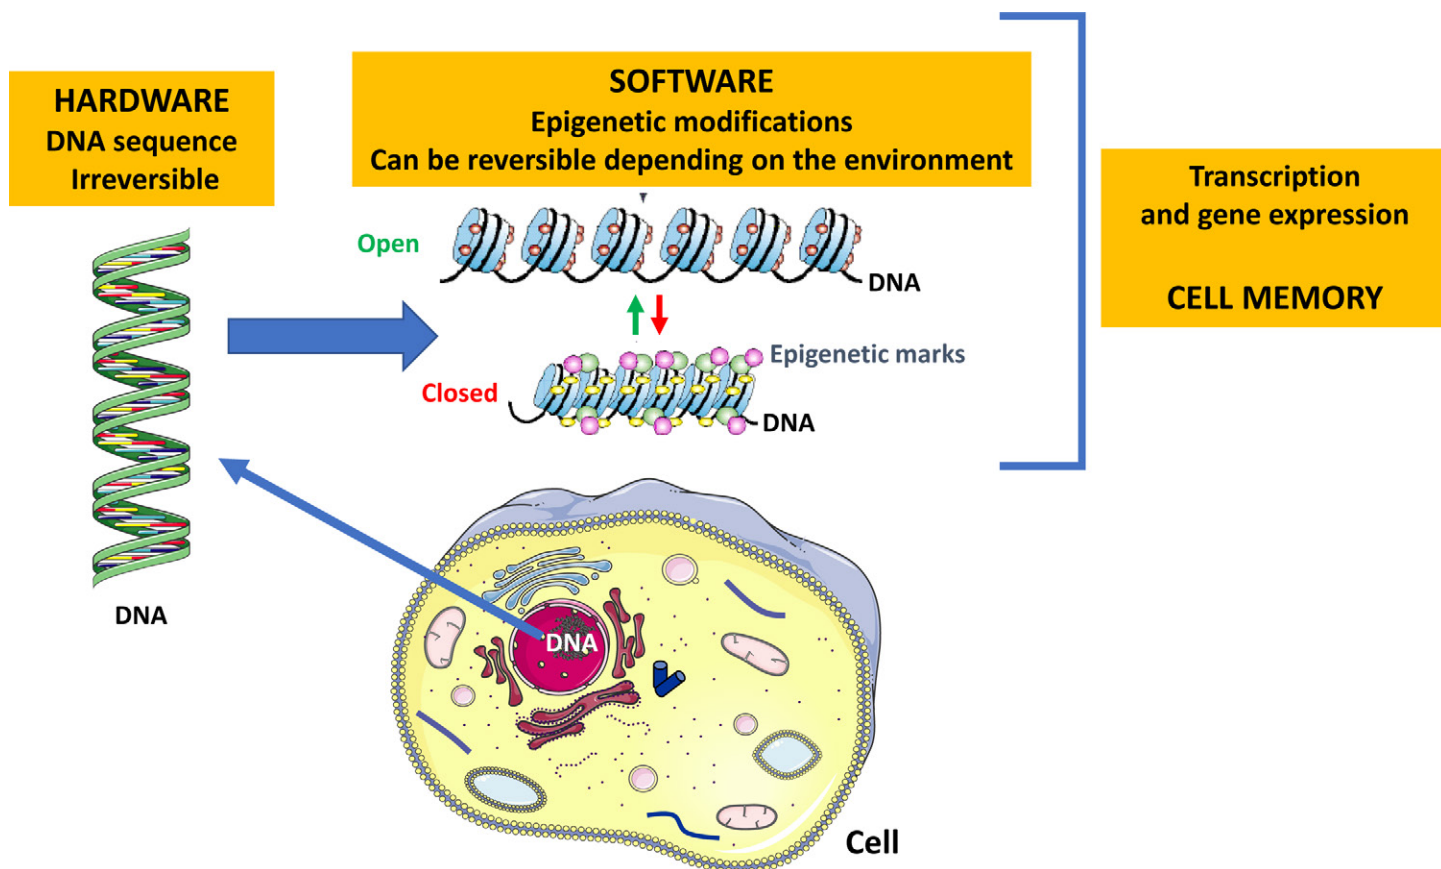 HARDWARE
DNA sequence
Irreversible
SOFTWARE
Epigenetic modifications
Can be reversible depending on the environment
Transcription
and gene expression
CELL MEMORY
Open
DNA
Epigenetic marks
Closed
DNA
DNA
DNA
Cell